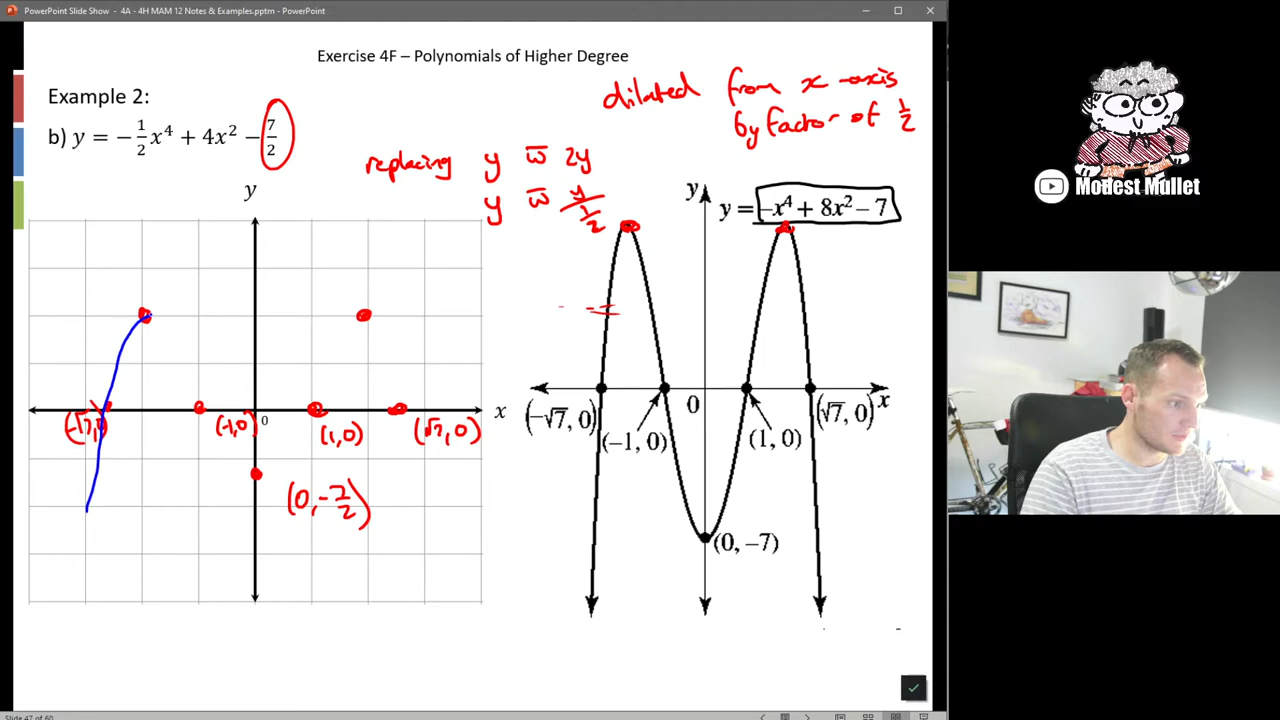 PowerPoint Slide Show - 4A - 4H MAM 12 Notes & Examples.pptm - PowerPoint
Exercise 4F – Polynomials of Higher Degree
Example 2:
b) y = −1/2x⁴ + 4x² − 7/2
dilated from x-axis
by factor of 1/2
replacing y w̅ 2y
y w̅ y/(1/2)
y
y
y = −x⁴ + 8x² − 7
Modest Mullet
x
0
(−√7, 0)
(−1, 0)
(1, 0)
(√7, 0)
(0, −7/2)
x
0
(−√7, 0)
(−1, 0)
(1, 0)
(√7, 0)
(0, −7)
Slide 47 of 60